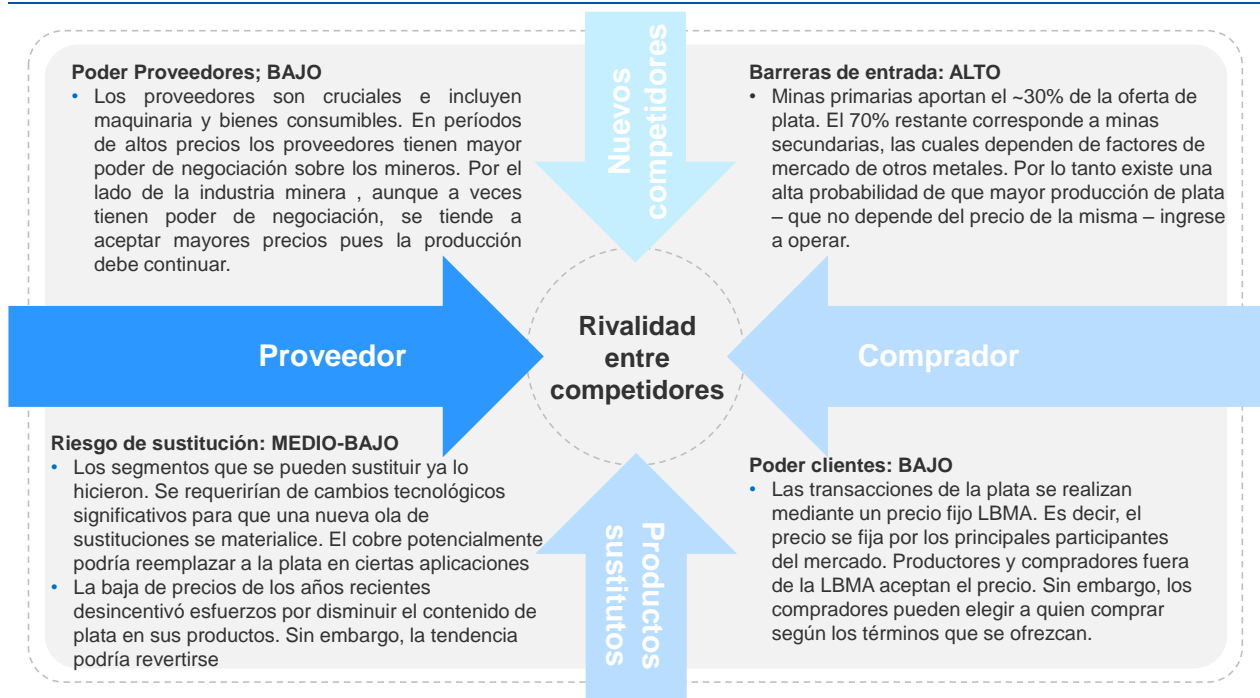 Poder Proveedores; BAJO
• Los proveedores son cruciales e incluyen
maquinaria y bienes consumibles. En períodos
de altos precios los proveedores tienen mayor
poder de negociación sobre los mineros. Por el
lado de la industria minera , aunque a veces
tienen poder de negociación, se tiende a
aceptar mayores precios pues la producción
debe continuar.
Nuevos
competidores
Barreras de entrada: ALTO
• Minas primarias aportan el ~30% de la oferta de
plata. El 70% restante corresponde a minas
secundarias, las cuales dependen de factores de
mercado de otros metales. Por lo tanto existe una
alta probabilidad de que mayor producción de plata
– que no depende del precio de la misma – ingrese
a operar.
Proveedor
Rivalidad
entre
competidores
Comprador
Riesgo de sustitución: MEDIO-BAJO
• Los segmentos que se pueden sustituir ya lo
hicieron. Se requerirían de cambios tecnológicos
significativos para que una nueva ola de
sustituciones se materialice. El cobre potencialmente
podría reemplazar a la plata en ciertas aplicaciones
• La baja de precios de los años recientes
desincentivó esfuerzos por disminuir el contenido de
plata en sus productos. Sin embargo, la tendencia
podría revertirse
Productos
sustitutos
Poder clientes: BAJO
• Las transacciones de la plata se realizan
mediante un precio fijo LBMA. Es decir, el
precio se fija por los principales participantes
del mercado. Productores y compradores fuera
de la LBMA aceptan el precio. Sin embargo, los
compradores pueden elegir a quien comprar
según los términos que se ofrezcan.